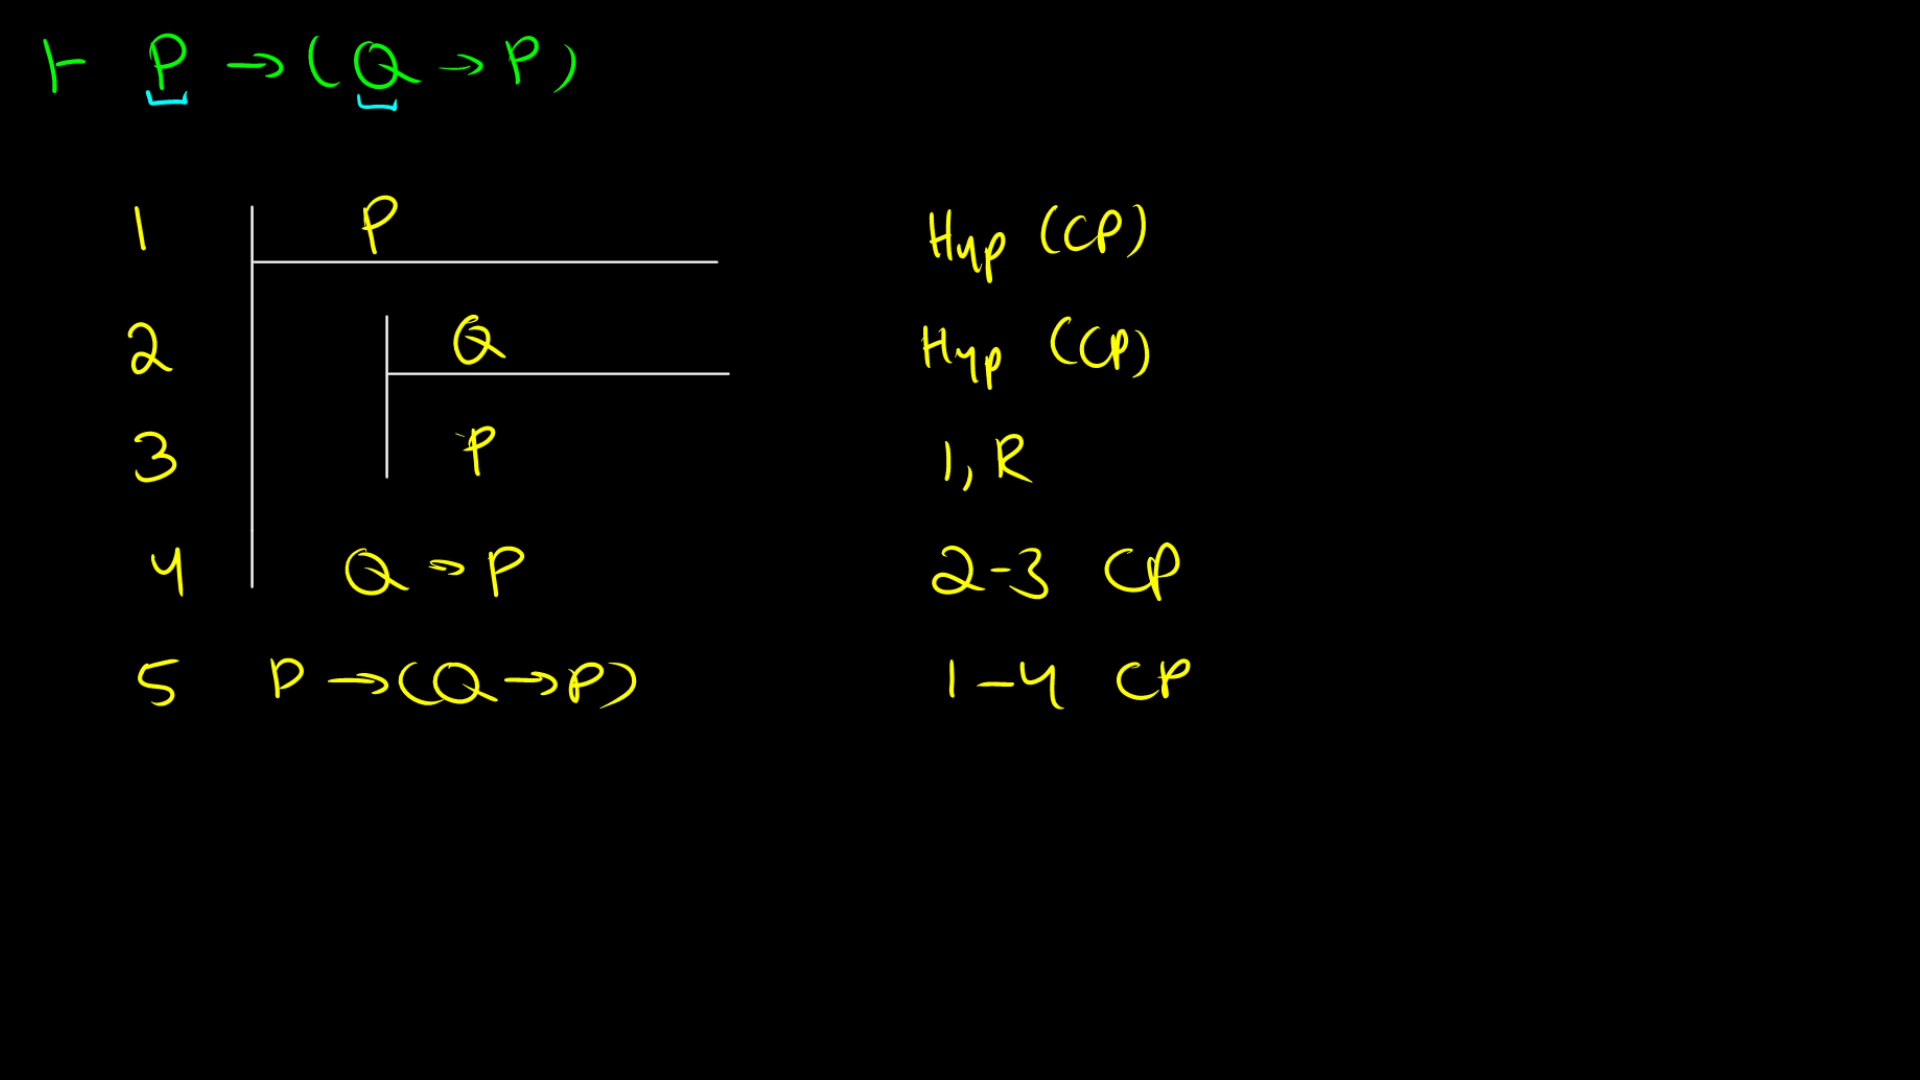 ⊢ P → (Q → P)
1 P Hyp (CP)
2 Q Hyp (CP)
3 P 1, R
4 Q → P 2-3 CP
5 P → (Q → P) 1-4 CP